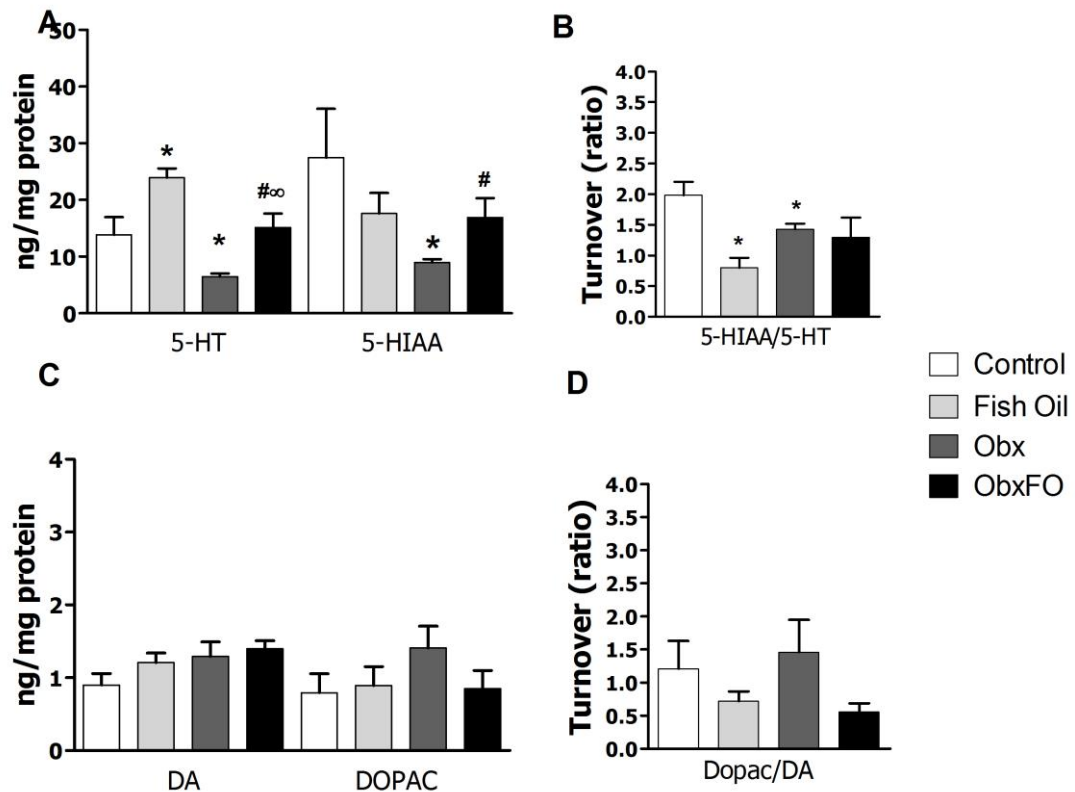 A
50
40
30
20
10
0
ng/mg protein
*
*
#∞
*
#
5-HT 5-HIAA
B
4.0
3.5
3.0
2.5
2.0
1.5
1.0
0.5
0.0
Turnover (ratio)
*
*
5-HIAA/5-HT
C
4
3
2
1
0
ng/mg protein
DA DOPAC
D
4.0
3.5
3.0
2.5
2.0
1.5
1.0
0.5
0.0
Turnover (ratio)
Dopac/DA
Control
Fish Oil
Obx
ObxFO